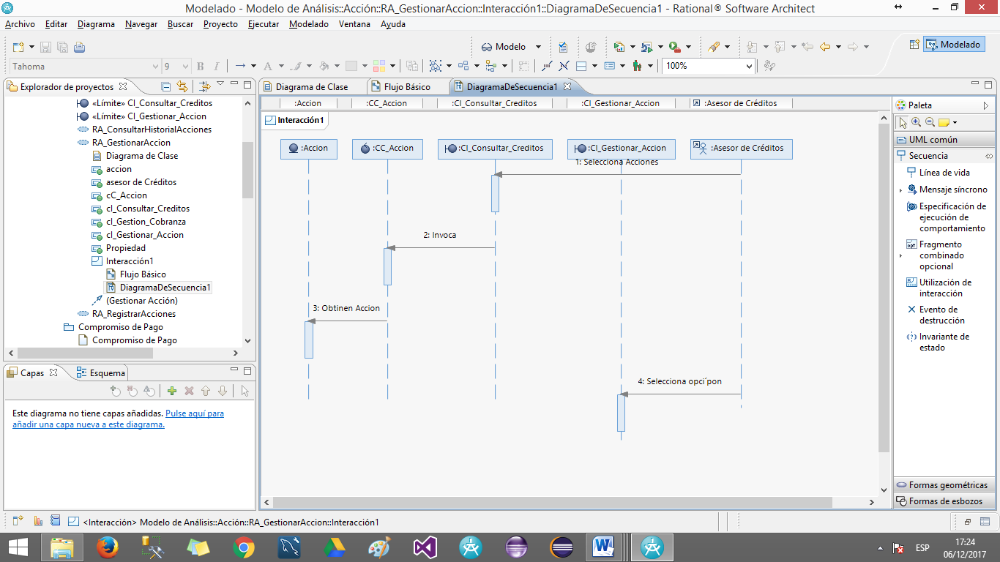 Modelado - Modelo de Análisis::Acción::RA_GestionarAccion::Interacción1::DiagramaDeSecuencia1 - Rational® Software Architect
Archivo Editar Diagrama Navegar Buscar Proyecto Ejecutar Modelado Ventana Ayuda
Modelo
Modelado
Tahoma 9 B I A 100%
Explorador de proyectos
«Límite» CI_Consultar_Creditos
«Límite» CI_Gestionar_Accion
RA_ConsultarHistorialAcciones
RA_GestionarAccion
Diagrama de Clase
accion
asesor de Créditos
cC_Accion
cI_Consultar_Creditos
cI_Gestion_Cobranza
cI_Gestionar_Accion
Propiedad
Interacción1
Flujo Básico
DiagramaDeSecuencia1
(Gestionar Acción)
RA_RegistrarAcciones
Compromiso de Pago
Compromiso de Pago
Capas
Esquema
Este diagrama no tiene capas añadidas. Pulse aquí para
añadir una capa nueva a este diagrama.
Diagrama de Clase
Flujo Básico
DiagramaDeSecuencia1
:Accion :CC_Accion :CI_Consultar_Creditos :CI_Gestionar_Accion :Asesor de Créditos
Interacción1
:Accion :CC_Accion :CI_Consultar_Creditos :CI_Gestionar_Accion :Asesor de Créditos
1: Selecciona Acciones
2: Invoca
3: Obtinen Accion
4: Selecciona opci´pon
Paleta
UML común
Secuencia
Línea de vida
Mensaje síncrono
Especificación de
ejecución de
comportamiento
Fragmento
combinado
opcional
Utilización de
interacción
Evento de
destrucción
Invariante de
estado
Formas geométricas
Formas de esbozos
<Interacción> Modelo de Análisis::Acción::RA_GestionarAccion::Interacción1
ESP
17:24
06/12/2017